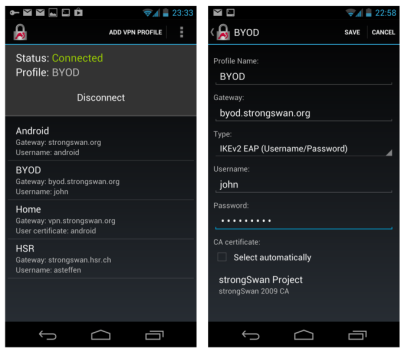 23:33
ADD VPN PROFILE
Status: Connected
Profile: BYOD
Disconnect
Android
Gateway: strongswan.org
Username: android
BYOD
Gateway: byod.strongswan.org
Username: john
Home
Gateway: vpn.strongswan.org
User certificate: android
HSR
Gateway: strongswan.hsr.ch
Username: asteffen
22:58
BYOD
SAVE
CANCEL
Profile Name:
BYOD
Gateway:
byod.strongswan.org
Type:
IKEv2 EAP (Username/Password)
Username:
john
Password:
•••••••••
CA certificate:
Select automatically
strongSwan Project
strongSwan 2009 CA